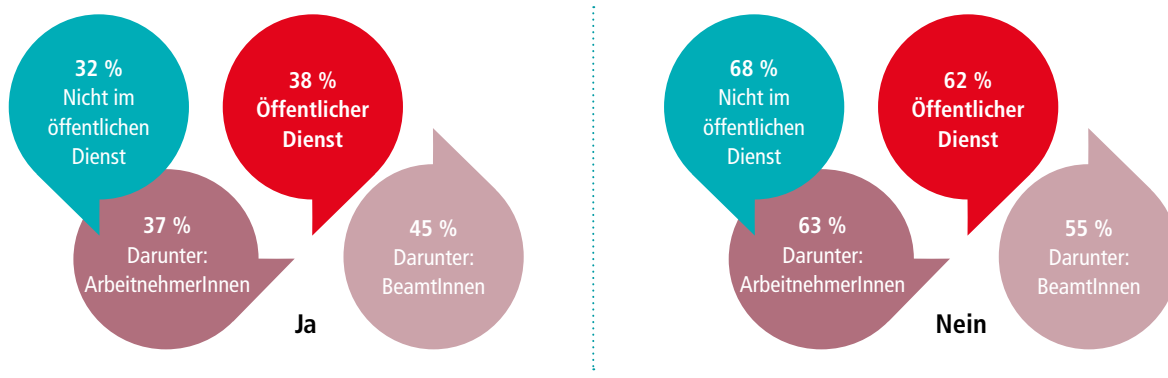 32 %
Nicht im
öffentlichen
Dienst
38 %
Öffentlicher
Dienst
37 %
Darunter:
ArbeitnehmerInnen
45 %
Darunter:
BeamtInnen
Ja
68 %
Nicht im
öffentlichen
Dienst
62 %
Öffentlicher
Dienst
63 %
Darunter:
ArbeitnehmerInnen
55 %
Darunter:
BeamtInnen
Nein